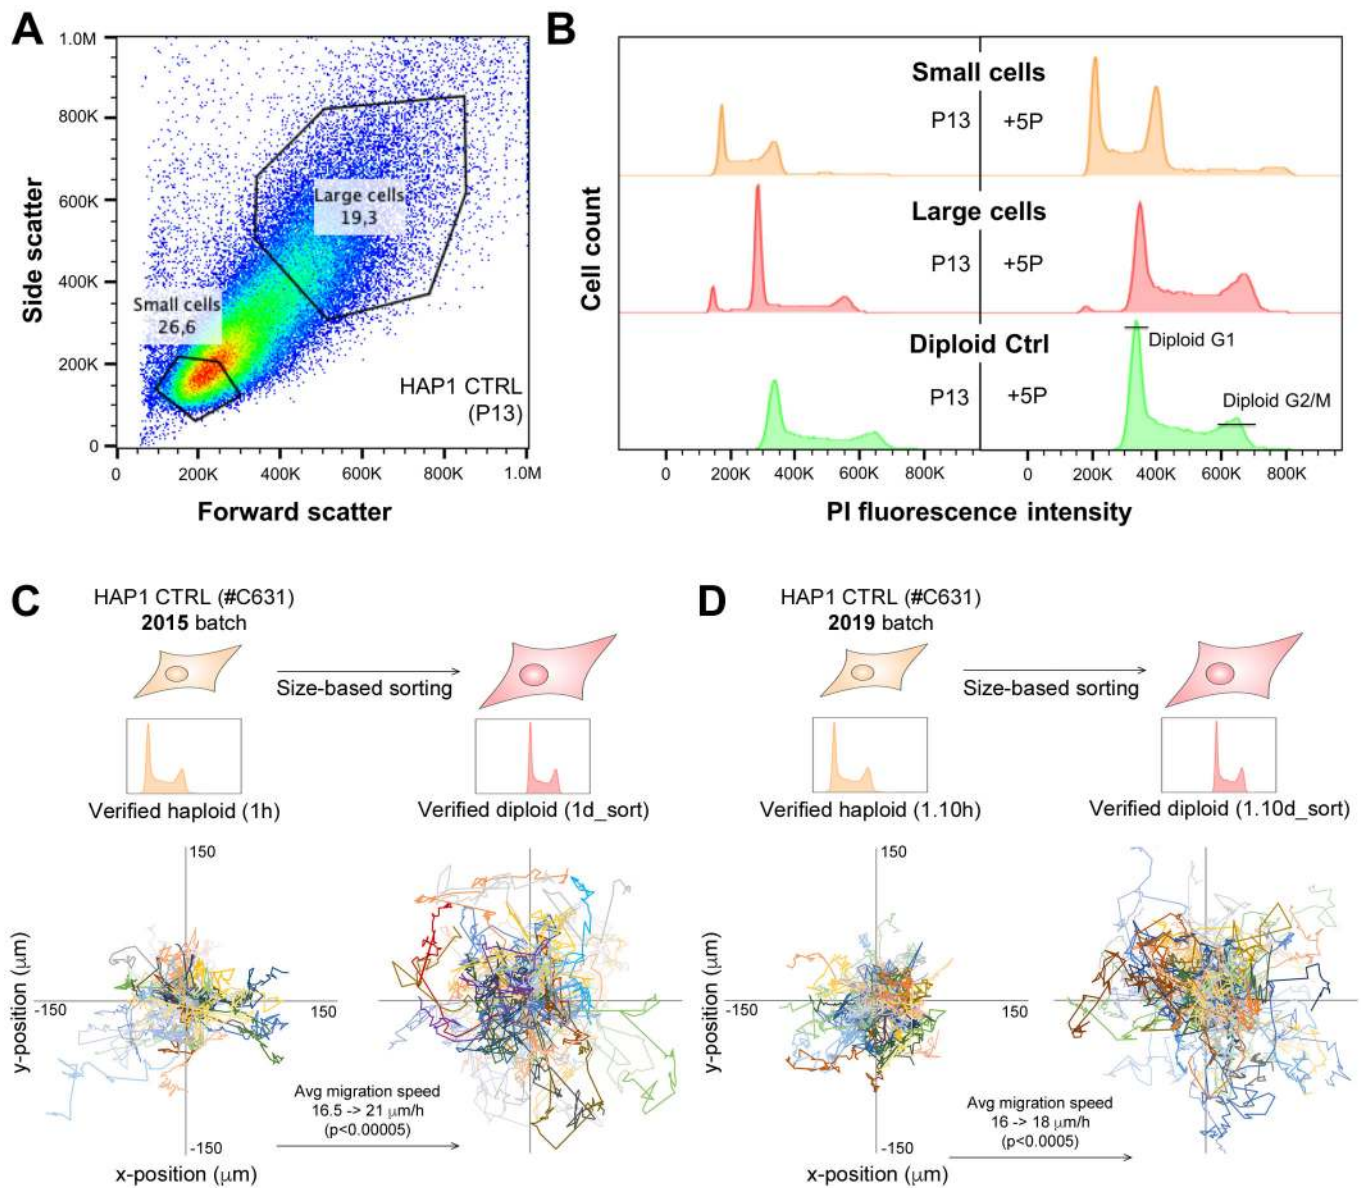 A
1.0M
800K
600K
400K
200K
0
Side scatter
Large cells
19,3
Small cells
26,6
HAP1 CTRL
(P13)
0
200K
400K
600K
800K
1.0M
Forward scatter
B
Cell count
Small cells
P13
+5P
Large cells
P13
+5P
Diploid Ctrl
P13
+5P
Diploid G1
Diploid G2/M
0
200K
400K
600K
800K
0
200K
400K
600K
800K
PI fluorescence intensity
C
HAP1 CTRL (#C631)
2015 batch
Size-based sorting
Verified haploid (1h)
Verified diploid (1d_sort)
150
-150
150
-150
y-position (μm)
x-position (μm)
Avg migration speed
16.5 -> 21 μm/h
(p<0.00005)
D
HAP1 CTRL (#C631)
2019 batch
Size-based sorting
Verified haploid (1.10h)
Verified diploid (1.10d_sort)
150
-150
150
-150
y-position (μm)
x-position (μm)
Avg migration speed
16 -> 18 μm/h
(p<0.0005)